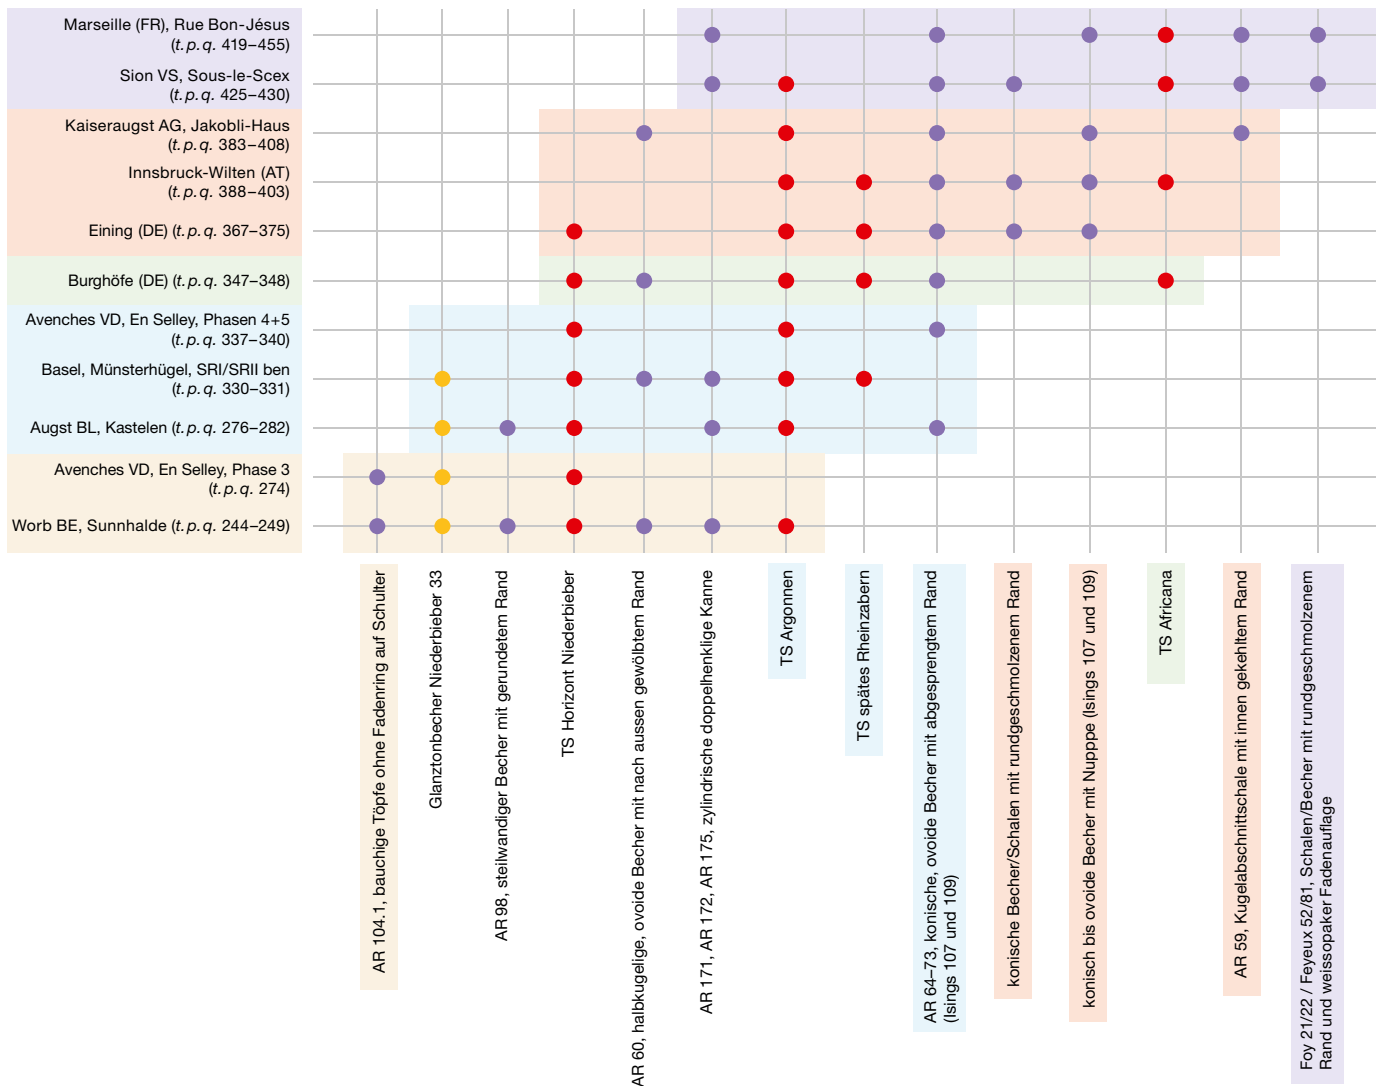 Marseille (FR), Rue Bon-Jésus
(t. p. q. 419–455)
Sion VS, Sous-le-Scex
(t. p. q. 425–430)
Kaiseraugst AG, Jakobli-Haus
(t. p. q. 383–408)
Innsbruck-Wilten (AT)
(t. p. q. 388–403)
Eining (DE) (t. p. q. 367–375)
Burghöfe (DE) (t. p. q. 347–348)
Avenches VD, En Selley, Phasen 4+5
(t. p. q. 337–340)
Basel, Münsterhügel, SRI/SRII ben
(t. p. q. 330–331)
Augst BL, Kastelen (t. p. q. 276–282)
Avenches VD, En Selley, Phase 3
(t. p. q. 274)
Worb BE, Sunnhalde (t. p. q. 244–249)
AR 104.1, bauchige Töpfe ohne Fadenring auf Schulter
Glanztonbecher Niederbieber 33
AR 98, steilwandiger Becher mit gerundetem Rand
TS Horizont Niederbieber
AR 60, halbkugelige, ovoide Becher mit nach aussen gewölbtem Rand
AR 171, AR 172, AR 175, zylindrische doppelhenklige Kanne
TS Argonnen
TS spätes Rheinzabern
AR 64–73, konische, ovoide Becher mit abgesprengtem Rand
(Isings 107 und 109)
konische Becher/Schalen mit rundgeschmolzenem Rand
konisch bis ovoide Becher mit Nupppe (Isings 107 und 109)
TS Africana
AR 59, Kugelabschnittschale mit innen gekehltem Rand
Foy 21/22 / Feyeux 52/81, Schalen/Becher mit rundgeschmolzenem
Rand und weissopaker Fadenauflage